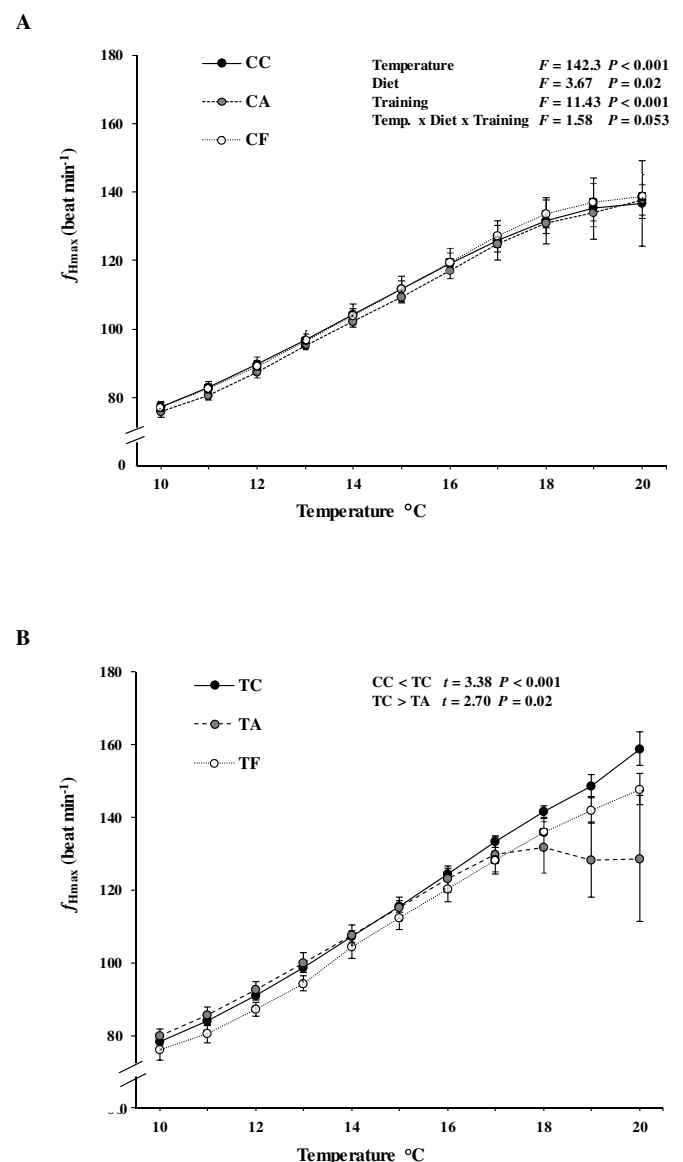 A
180
CC
CA
CF
Temperature F = 142.3 P < 0.001
Diet F = 3.67 P = 0.02
Training F = 11.43 P < 0.001
Temp. x Diet x Training F = 1.58 P = 0.053
160
140
120
100
80
0
fHmax (beat min-1)
10 12 14 16 18 20
Temperature °C
B
180
TC
TA
TF
CC < TC t = 3.38 P < 0.001
TC > TA t = 2.70 P = 0.02
160
140
120
100
80
0
fHmax (beat min-1)
10 12 14 16 18 20
Temperature °C